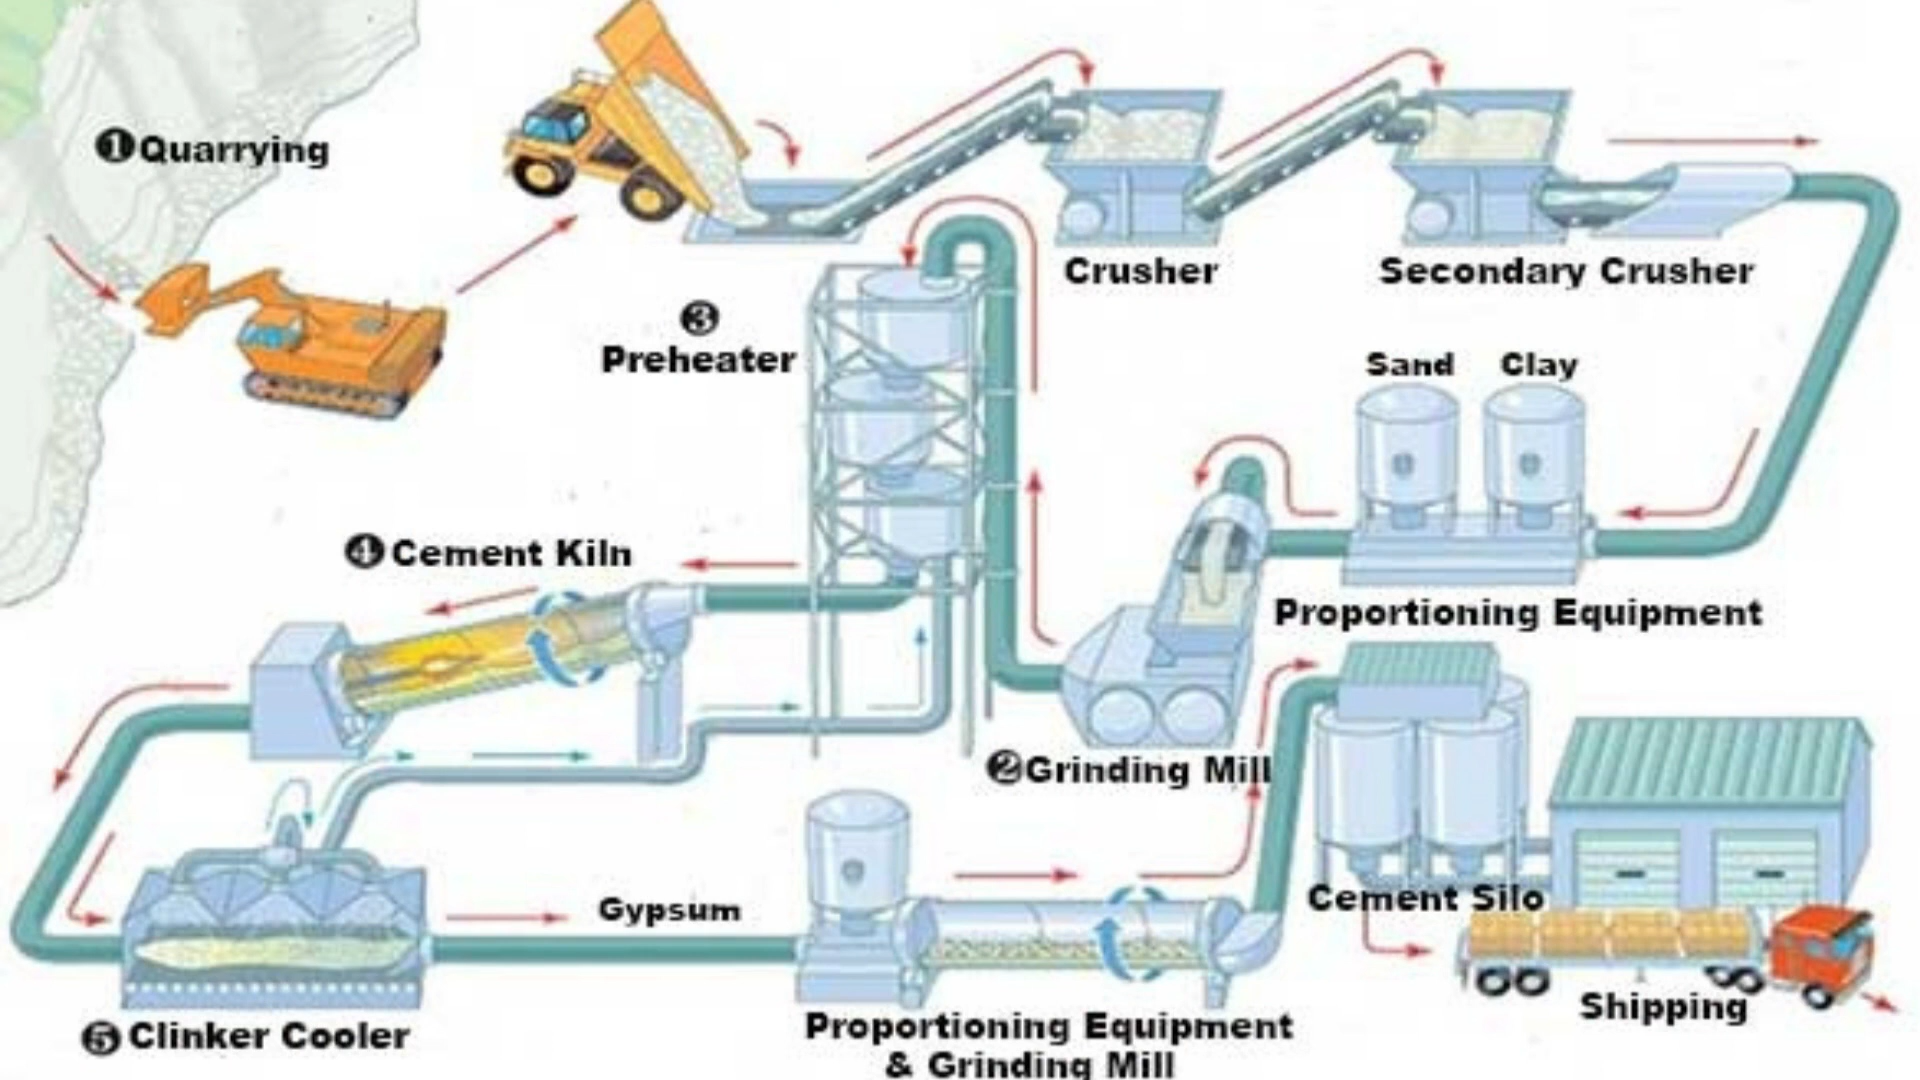 ❶Quarrying
Crusher
Secondary Crusher
❸
Preheater
Sand
Clay
❹Cement Kiln
Proportioning Equipment
❷Grinding Mill
Cement Silo
Gypsum
Shipping
❺Clinker Cooler
Proportioning Equipment
& Grinding Mill